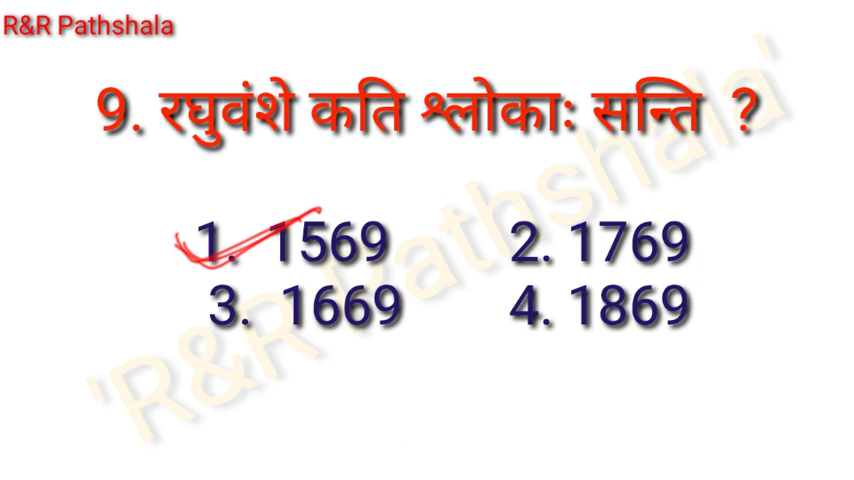 R&R Pathshala
9. रघुवंशे कति श्लोकाः सन्ति ?
1. 1569 2. 1769
3. 1669 4. 1869
'R&R Pathshala'